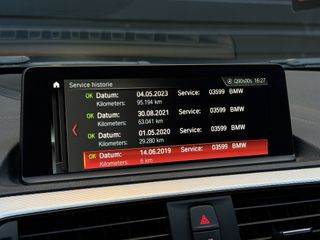 Service historie
16:27
OK Datum: 04.05.2023 Service: 03599 BMW
Kilometers: 95.194 km
OK Datum: 30.08.2021 Service: 03599 BMW
Kilometers: 63.041 km
OK Datum: 01.05.2020 Service: 03599 BMW
Kilometers: 29.280 km
OK Datum: 14.06.2019 Service: 03599 BMW
Kilometers: 6 km